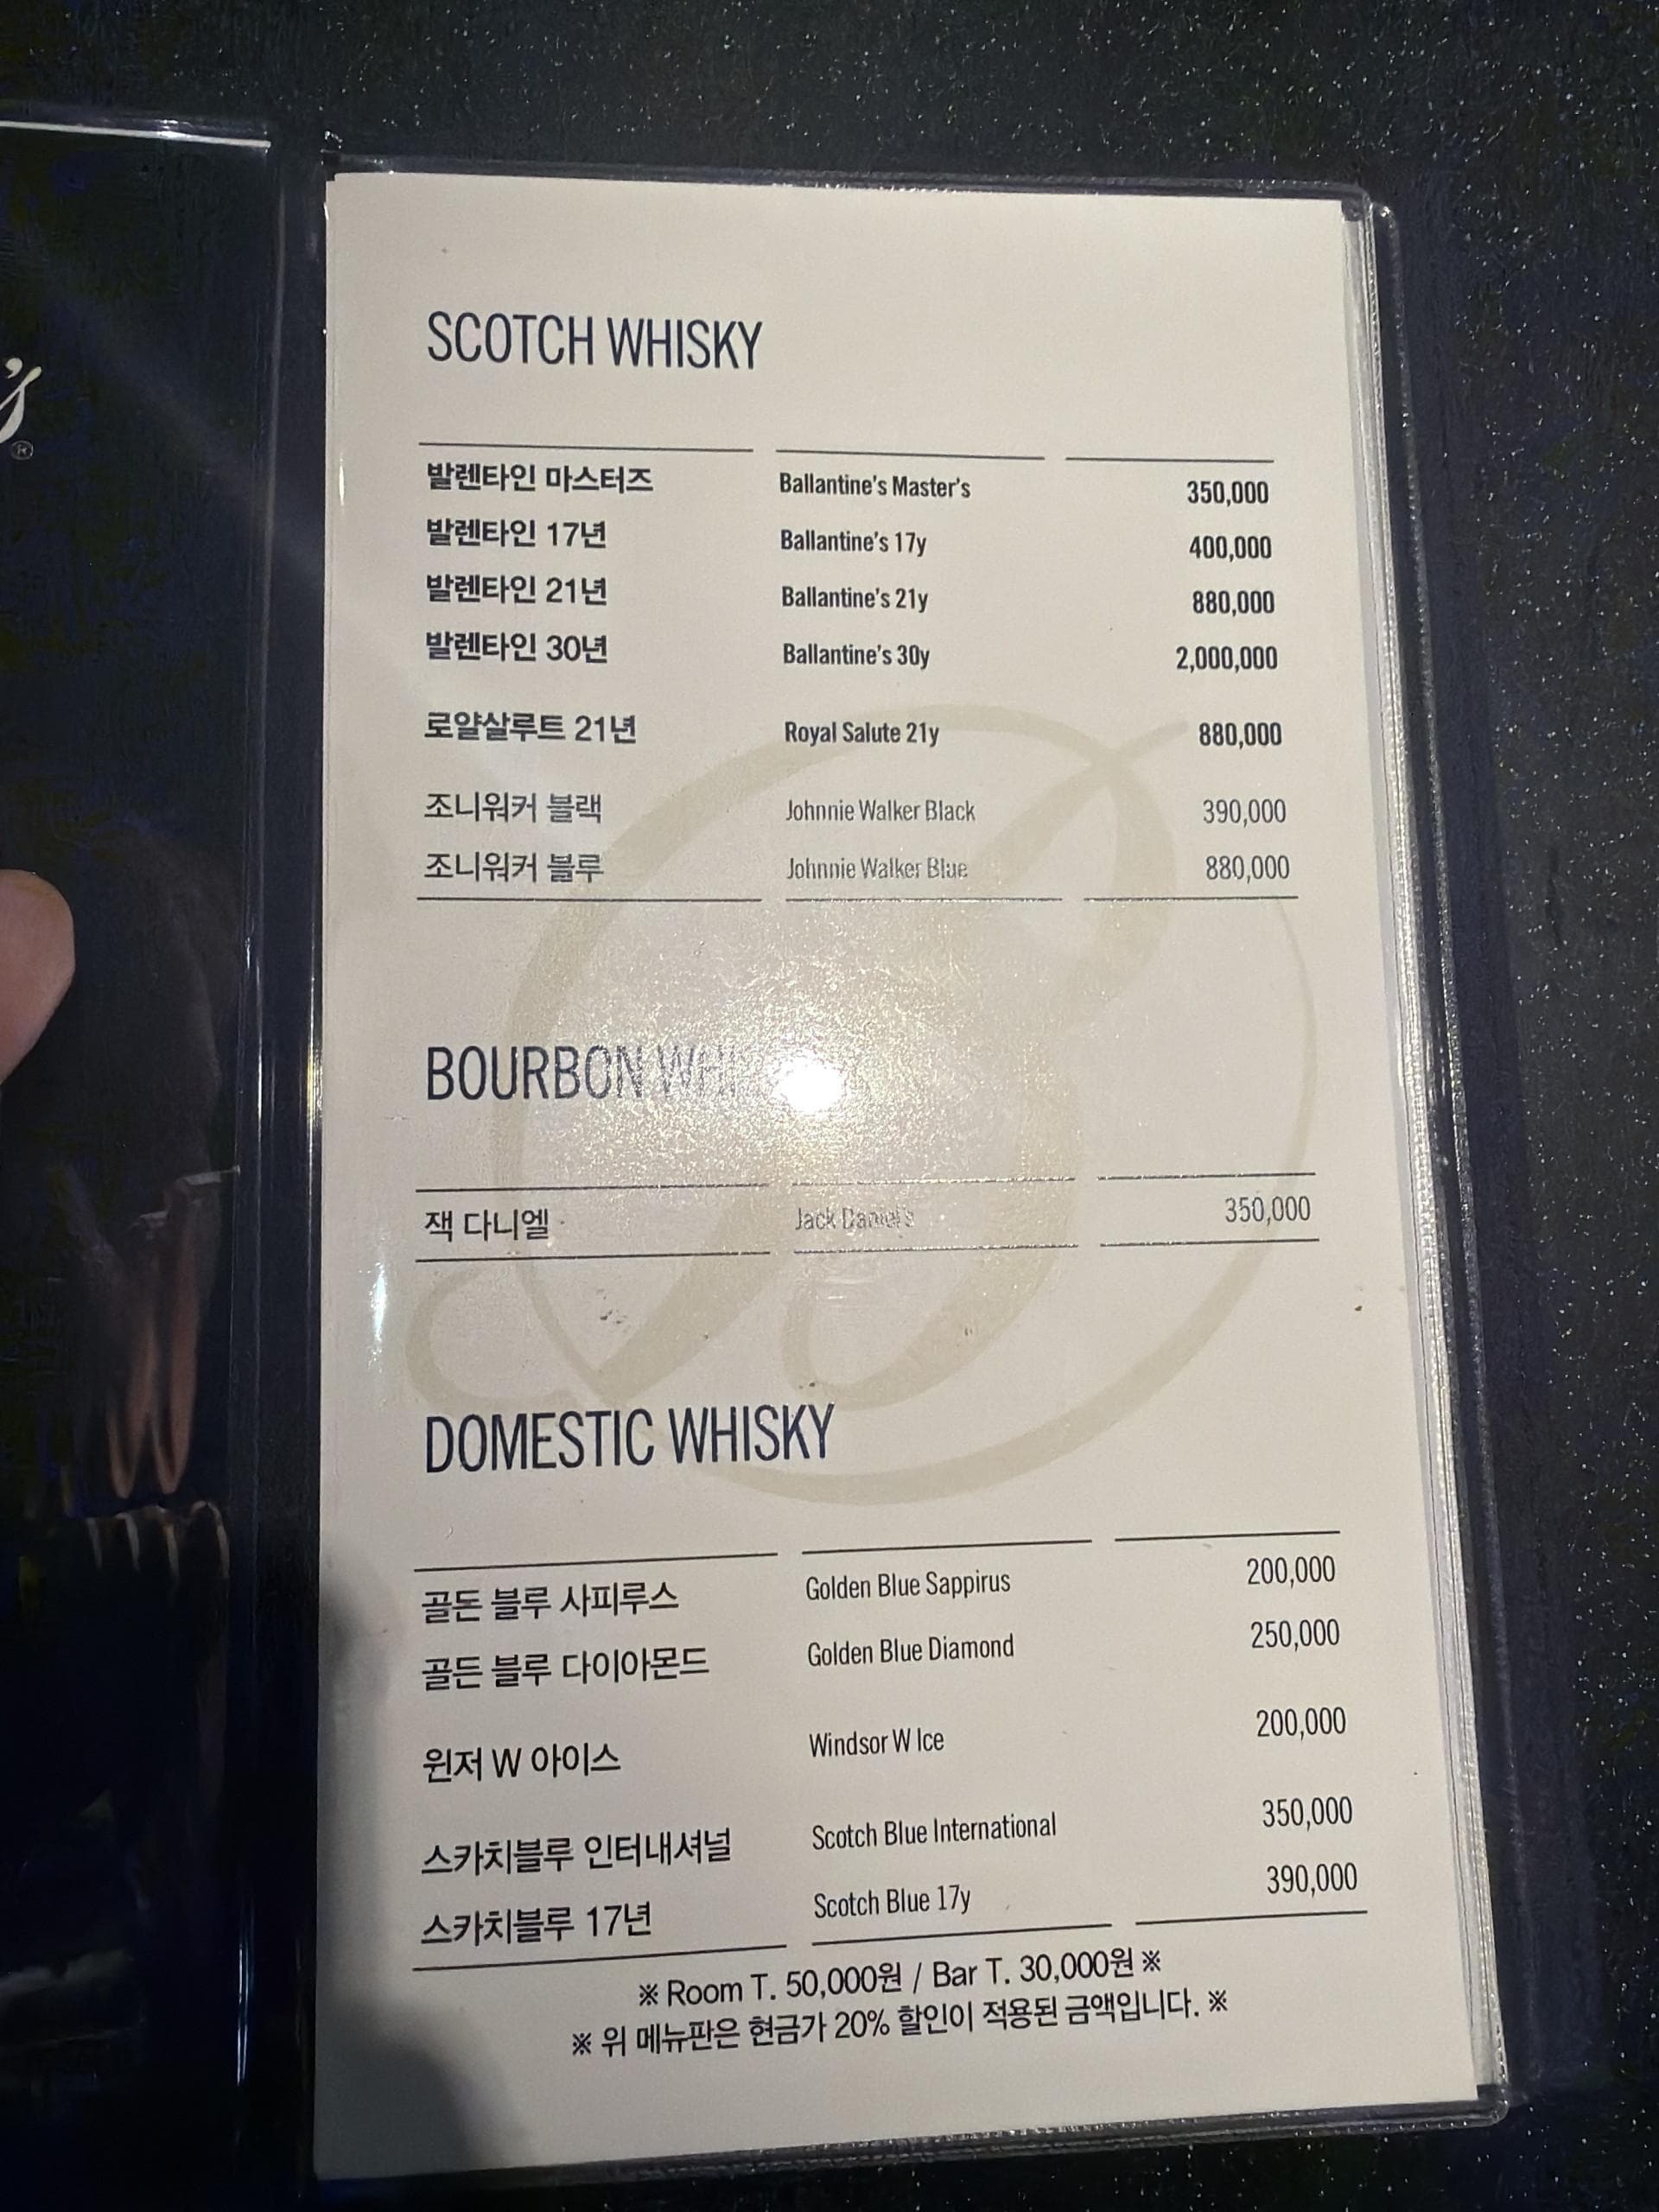 SCOTCH WHISKY
발렌타인 마스터즈 Ballantine's Master's 350,000
발렌타인 17년 Ballantine's 17y 400,000
발렌타인 21년 Ballantine's 21y 880,000
발렌타인 30년 Ballantine's 30y 2,000,000
로얄살루트 21년 Royal Salute 21y 880,000
조니워커 블랙 Johnnie Walker Black 390,000
조니워커 블루 Johnnie Walker Blue 880,000
BOURBON
잭 다니엘 Jack Daniel's 350,000
DOMESTIC WHISKY
골돈 블루 사피루스 Golden Blue Sappirus 200,000
골든 블루 다이아몬드 Golden Blue Diamond 250,000
윈저 W 아이스 Windsor W Ice 200,000
스카치블루 인터내셔널 Scotch Blue International 350,000
스카치블루 17년 Scotch Blue 17y 390,000
※ Room T. 50,000원 / Bar T. 30,000원 ※
※ 위 메뉴판은 현금가 20% 할인이 적용된 금액입니다. ※